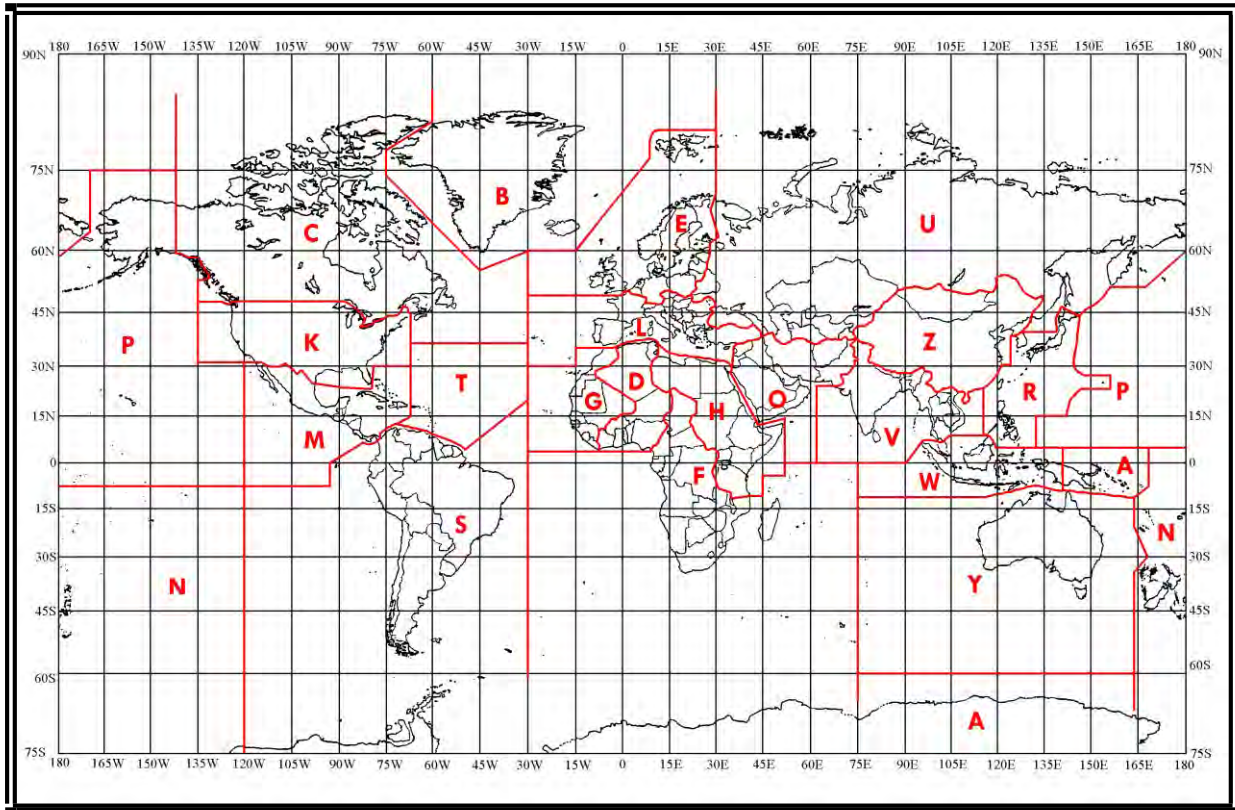 180 165W 150W 135W 120W 105W 90W 75W 60W 45W 30W 15W 0 15E 30E 45E 60E 75E 90E 105E 120E 135E 150E 165E 180
90N 90N
75N 75N
B
E U
C
60N 60N
45N 45N
L
P K Z
30N 30N
T D O R P
G H
15N 15N
M V
0 A 0
F W
15S 15S
S
N
30S 30S
N Y
45S 45S
60S 60S
A
75S 75S
180 165W 150W 135W 120W 105W 90W 75W 60W 45W 30W 15W 0 15E 30E 45E 60E 75E 90E 105E 120E 135E 150E 165E 180